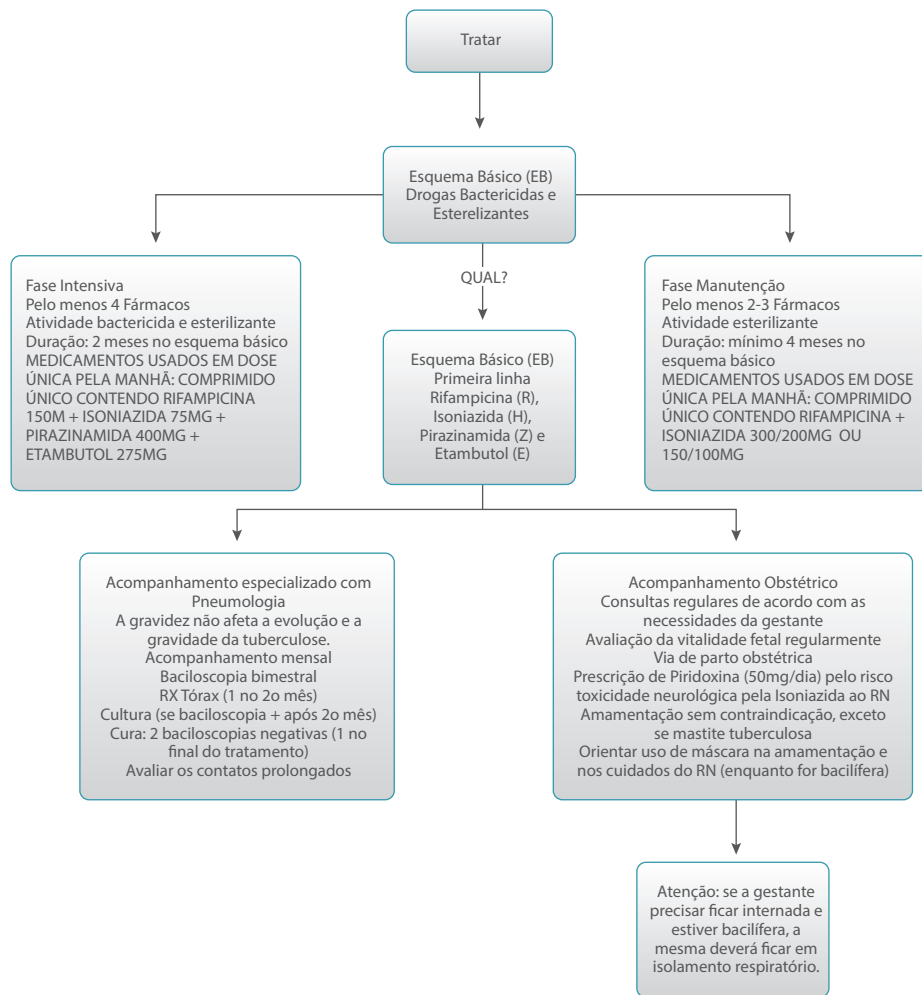 Tratar
Esquema Básico (EB)
Drogas Bactericidas e
Esterelizantes
QUAL?
Fase Intensiva
Pelo menos 4 Fármacos
Atividade bactericida e esterilizante
Duração: 2 meses no esquema básico
MEDICAMENTOS USADOS EM DOSE
ÚNICA PELA MANHÃ: COMPRIMIDO
ÚNICO CONTENDO RIFAMPICINA
150M + ISONIAZIDA 75MG +
PIRAZINAMIDA 400MG +
ETAMBUTOL 275MG
Esquema Básico (EB)
Primeira linha
Rifampicina (R),
Isoniazida (H),
Pirazinamida (Z) e
Etambutol (E)
Fase Manutenção
Pelo menos 2-3 Fármacos
Atividade esterilizante
Duração: mínimo 4 meses no
esquema básico
MEDICAMENTOS USADOS EM DOSE
ÚNICA PELA MANHÃ: COMPRIMIDO
ÚNICO CONTENDO RIFAMPICINA +
ISONIAZIDA 300/200MG OU
150/100MG
Acompanhamento especializado com
Pneumologia
A gravidez não afeta a evolução e a
gravidade da tuberculose.
Acompanhamento mensal
Baciloscopia bimestral
RX Tórax (1 no 2o mês)
Cultura (se baciloscopia + após 2o mês)
Cura: 2 baciloscopias negativas (1 no
final do tratamento)
Avaliar os contatos prolongados
Acompanhamento Obstétrico
Consultas regulares de acordo com as
necessidades da gestante
Avaliação da vitalidade fetal regularmente
Via de parto obstétrica
Prescrição de Piridoxina (50mg/dia) pelo risco
toxicidade neurológica pela Isoniazida ao RN
Amamentação sem contraindicação, exceto
se mastite tuberculosa
Orientar uso de máscara na amamentação e
nos cuidados do RN (enquanto for bacilífera)
Atenção: se a gestante
precisar ficar internada e
estiver bacilífera, a
mesma deverá ficar em
isolamento respiratório.